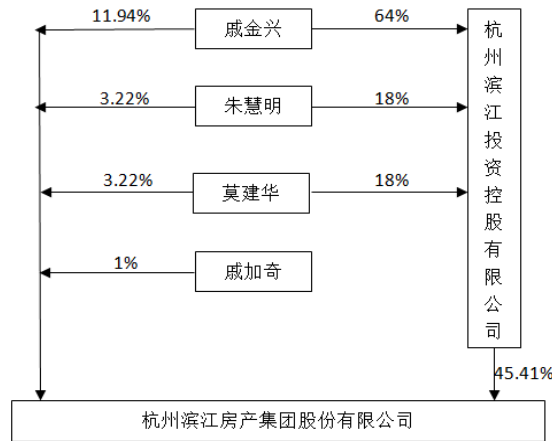 11.94%
戚金兴
64%
3.22%
朱慧明
18%
3.22%
莫建华
18%
1%
戚加奇
杭州滨江投资控股有限公司
45.41%
杭州滨江房产集团股份有限公司